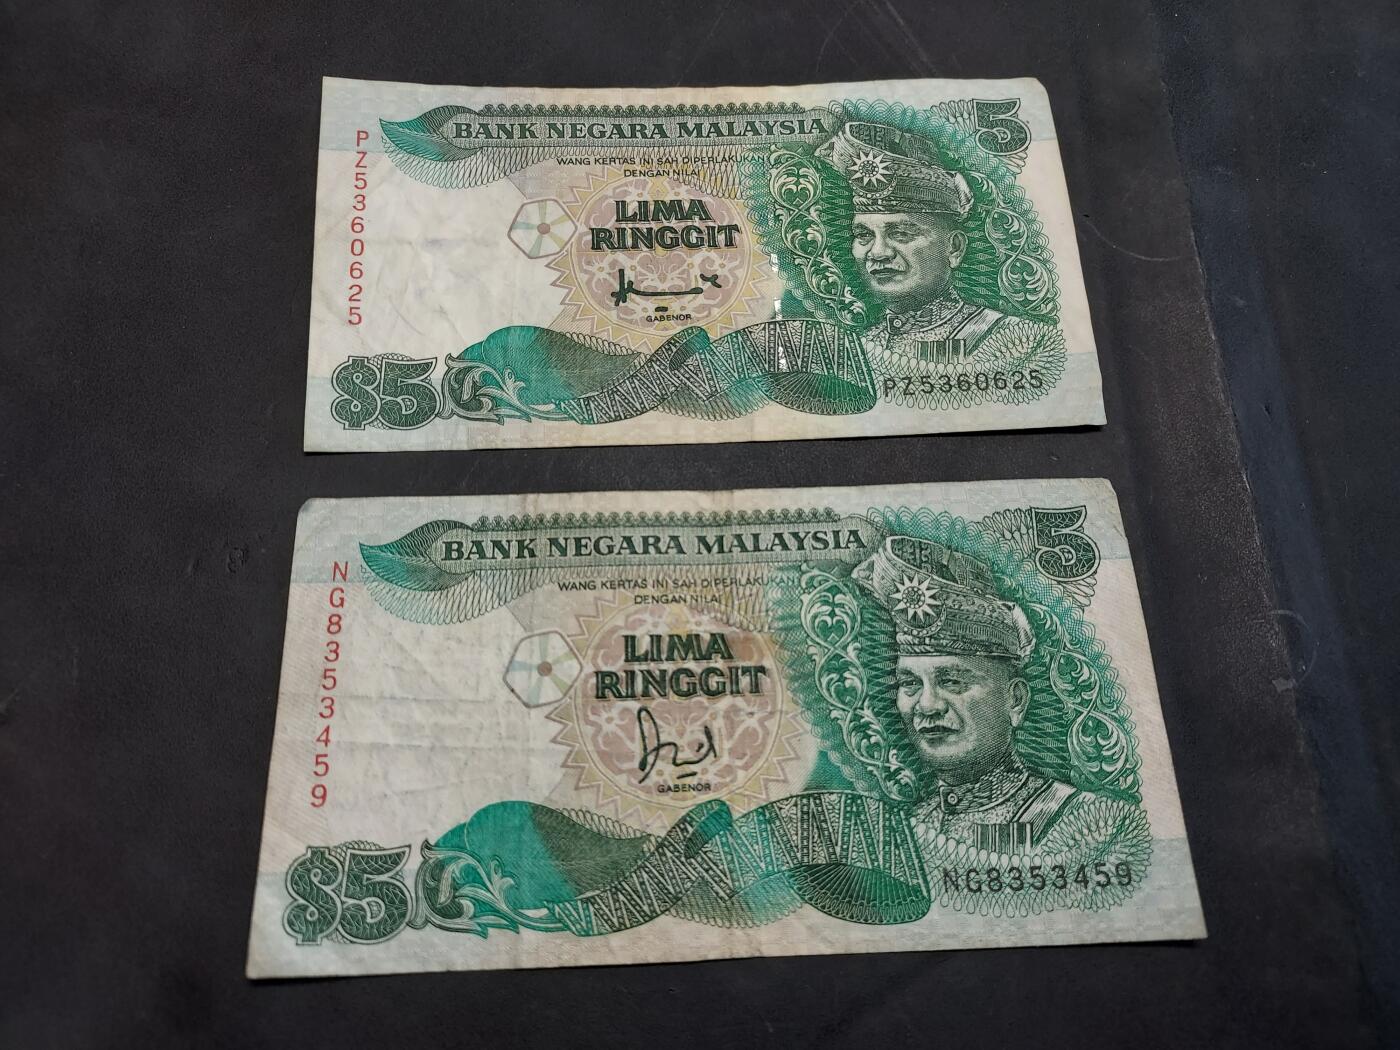 BANK NEGARA MALAYSIA
5
WANG KERTAS INI SAH DIPERLAKUKAN
DENGAN NILAI
PZ5360625
LIMA
RINGGIT
GABENOR
$5
PZ5360625
BANK NEGARA MALAYSIA
5
WANG KERTAS INI SAH DIPERLAKUKAN
DENGAN NILAI
NG8353459
LIMA
RINGGIT
GABENOR
$5
NG8353459